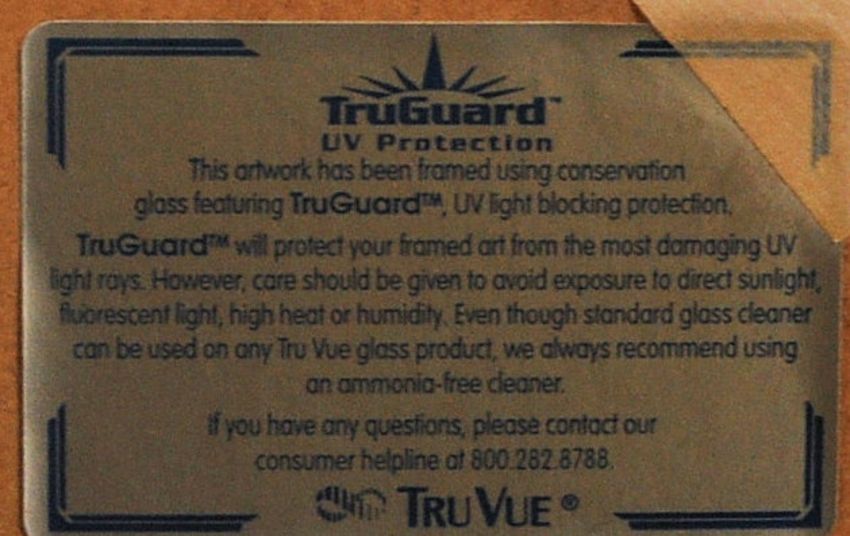 TruGuard™
UV Protection
This artwork has been framed using conservation
glass featuring TruGuard™, UV light blocking protection.
TruGuard™ will protect your framed art from the most damaging UV
light rays. However, care should be given to avoid exposure to direct sunlight,
fluorescent light, high heat or humidity. Even though standard glass cleaner
can be used on any Tru Vue glass product, we always recommend using
an ammonia-free cleaner.
If you have any questions, please contact our
consumer helpline at 800.282.8788.
TRU VUE®